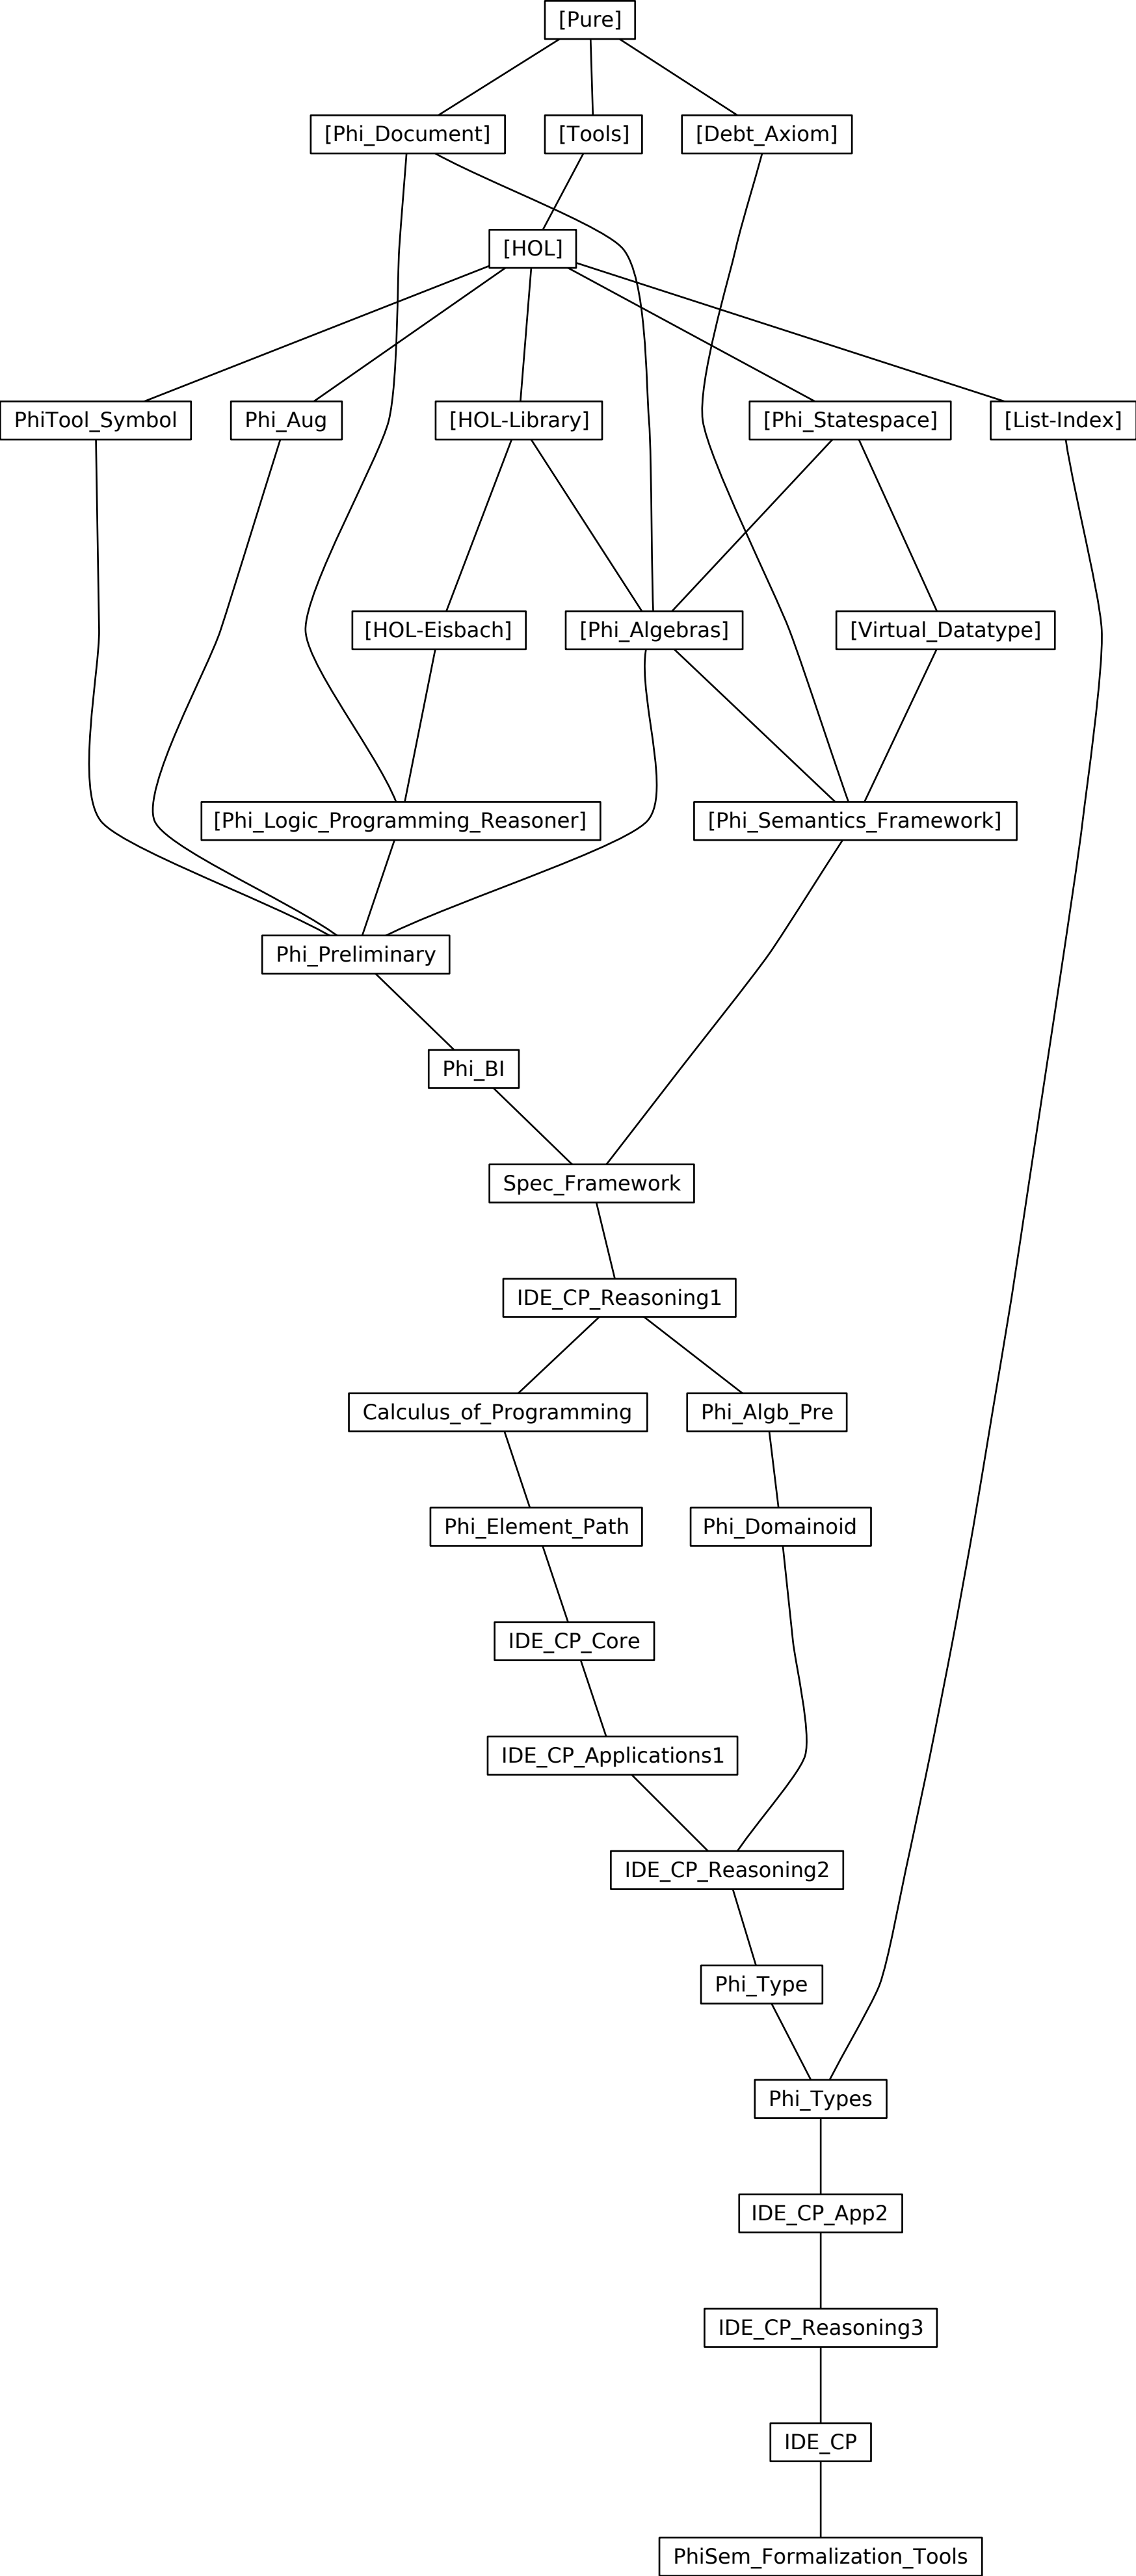 [Pure]
[Phi_Document]
[Tools]
[Debt_Axiom]
[HOL]
PhiTool_Symbol
Phi_Aug
[HOL-Library]
[Phi_Statespace]
[List-Index]
[HOL-Eisbach]
[Phi_Algebras]
[Virtual_Datatype]
[Phi_Logic_Programming_Reasoner]
[Phi_Semantics_Framework]
Phi_Preliminary
Phi_BI
Spec_Framework
IDE_CP_Reasoning1
Calculus_of_Programming
Phi_Algb_Pre
Phi_Element_Path
Phi_Domainoid
IDE_CP_Core
IDE_CP_Applications1
IDE_CP_Reasoning2
Phi_Type
Phi_Types
IDE_CP_App2
IDE_CP_Reasoning3
IDE_CP
PhiSem_Formalization_Tools